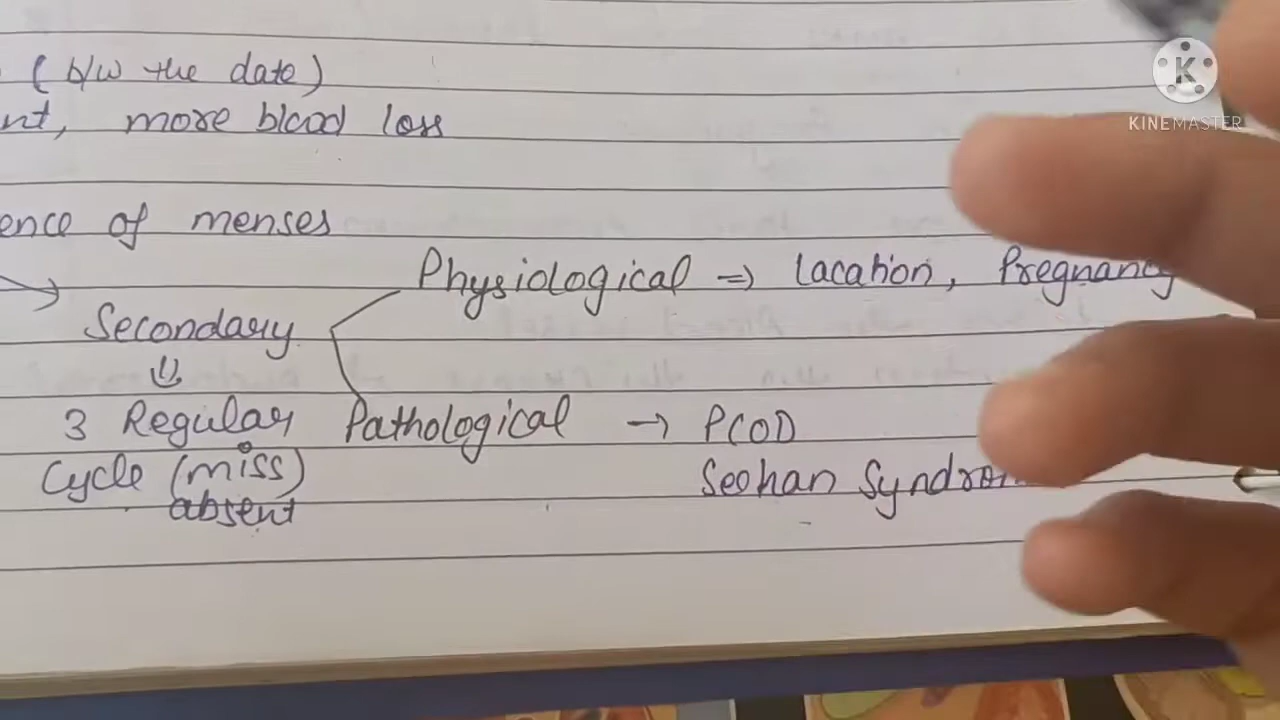 (b/w the date)
nt, more blood loss
ence of menses
Physiological => Lacation, Pregnancy
Secondary
3 Regular Pathological → PCOD
Cycle (miss) Seohan Syndrom
absent
K
KINEMASTER